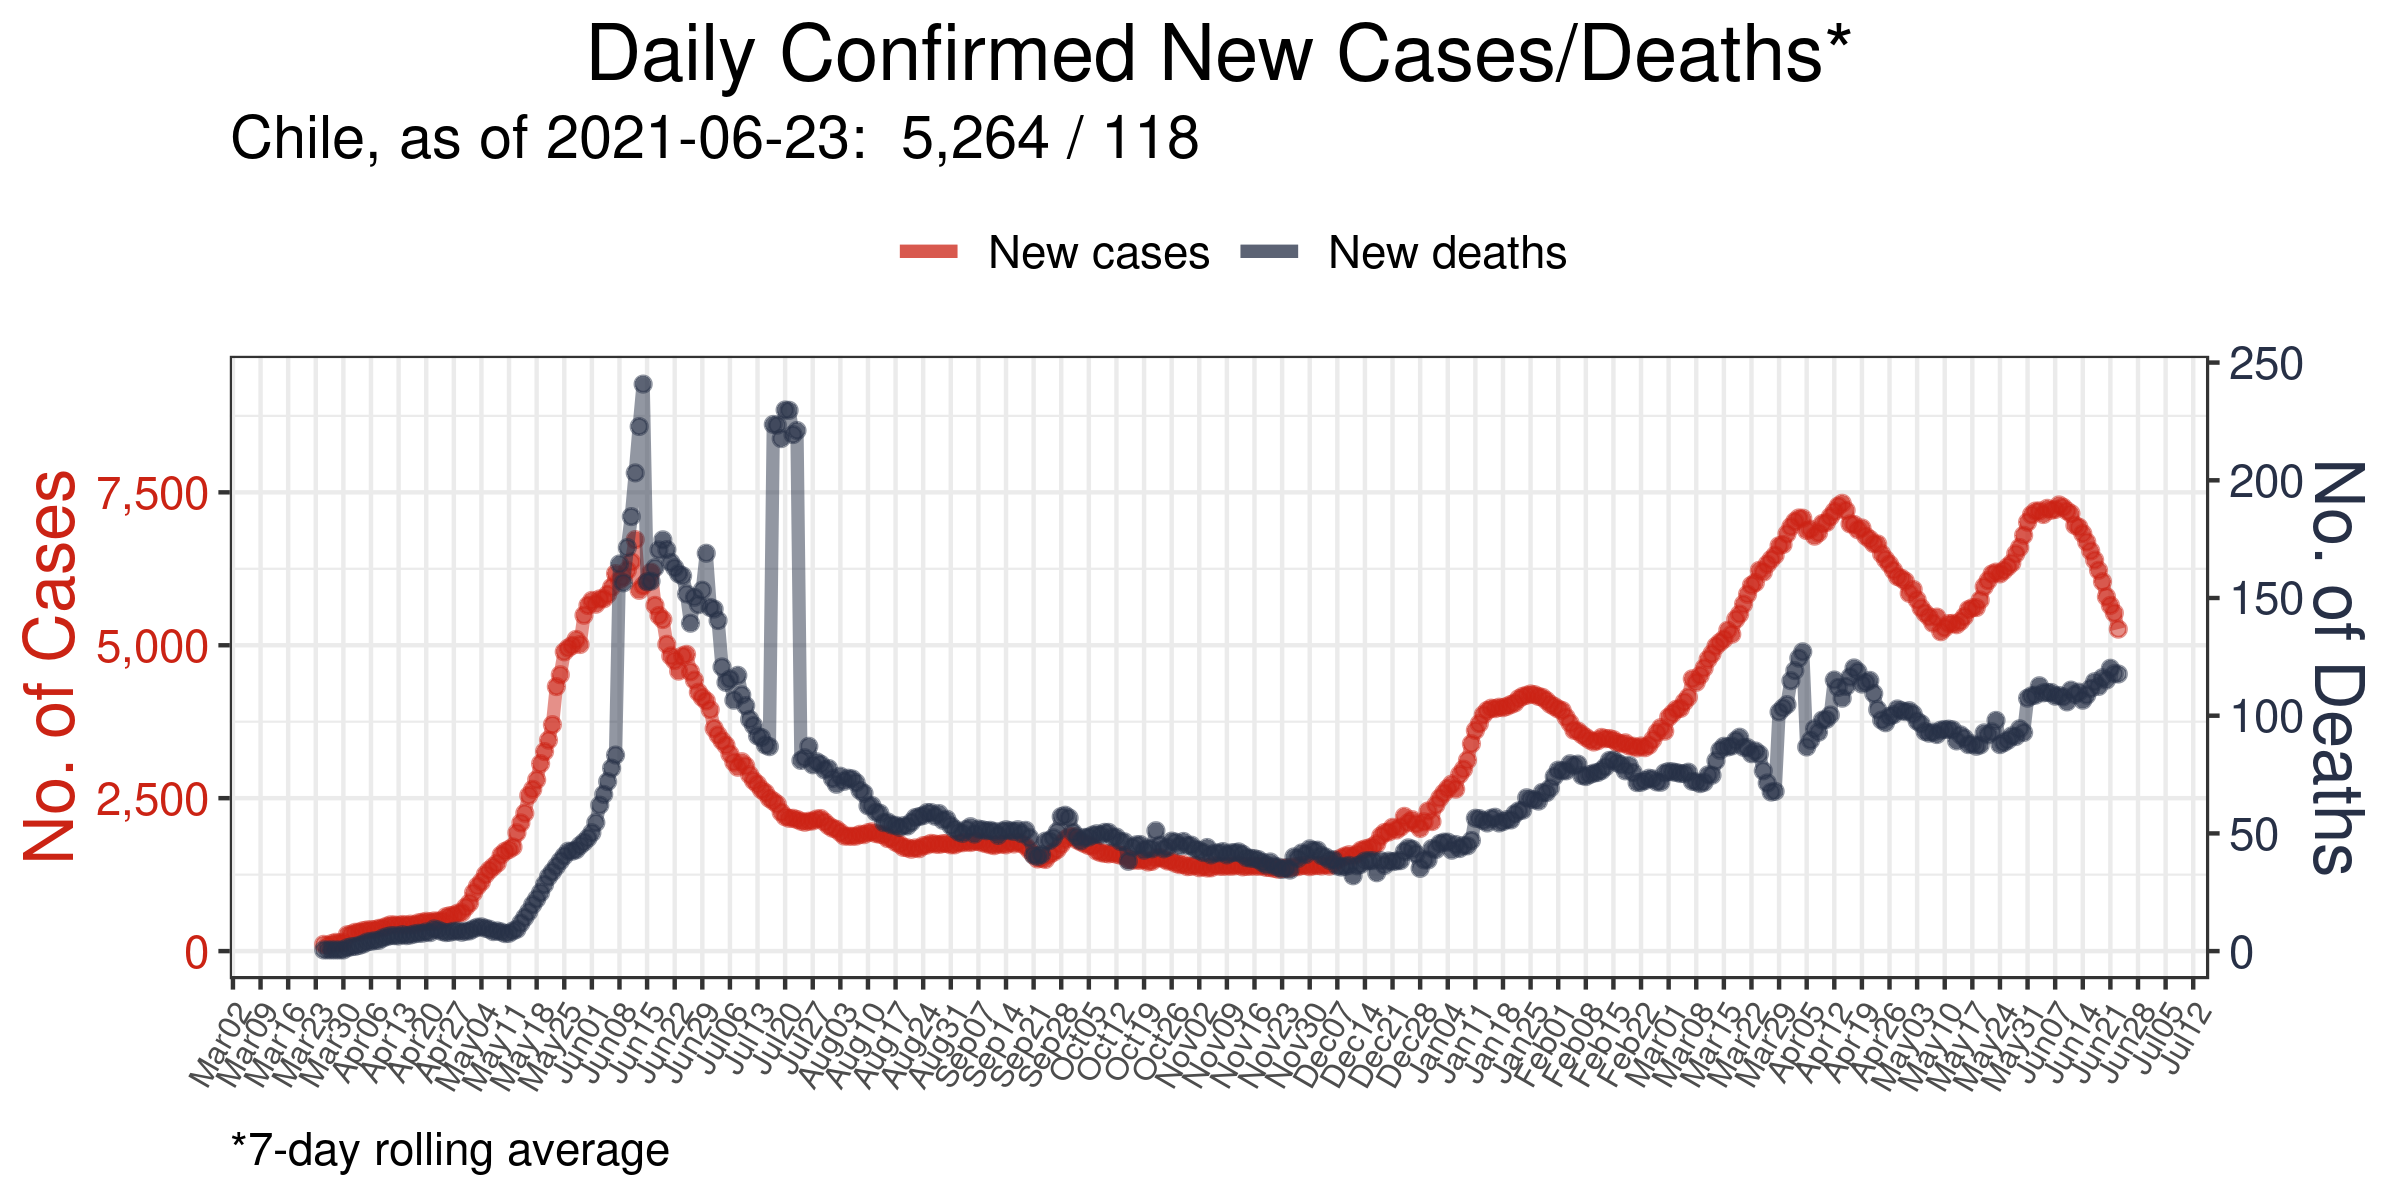 Daily Confirmed New Cases/Deaths*
Chile, as of 2021-06-23:  5,264 / 118
New cases
New deaths
No. of Cases
7,500
5,000
2,500
0
250
200
150
100
50
0
No. of Deaths
Mar02
Mar09
Mar16
Mar23
Mar30
Apr06
Apr13
Apr20
Apr27
May04
May11
May18
May25
Jun01
Jun08
Jun15
Jun22
Jun29
Jul06
Jul13
Jul20
Jul27
Aug03
Aug10
Aug17
Aug24
Aug31
Sep07
Sep14
Sep21
Sep28
Oct05
Oct12
Oct19
Oct26
Nov02
Nov09
Nov16
Nov23
Nov30
Dec07
Dec14
Dec21
Dec28
Jan04
Jan11
Jan18
Jan25
Feb01
Feb08
Feb15
Feb22
Mar01
Mar08
Mar15
Mar22
Mar29
Apr05
Apr12
Apr19
Apr26
May03
May10
May17
May24
May31
Jun07
Jun14
Jun21
Jun28
Jul05
Jul12
*7-day rolling average